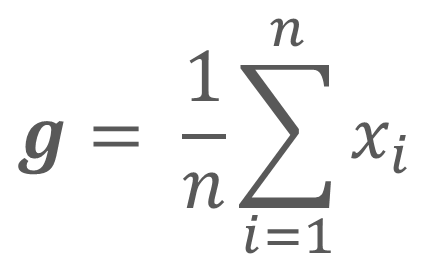 g = 1/n ∑_{i=1}^{n} x_i